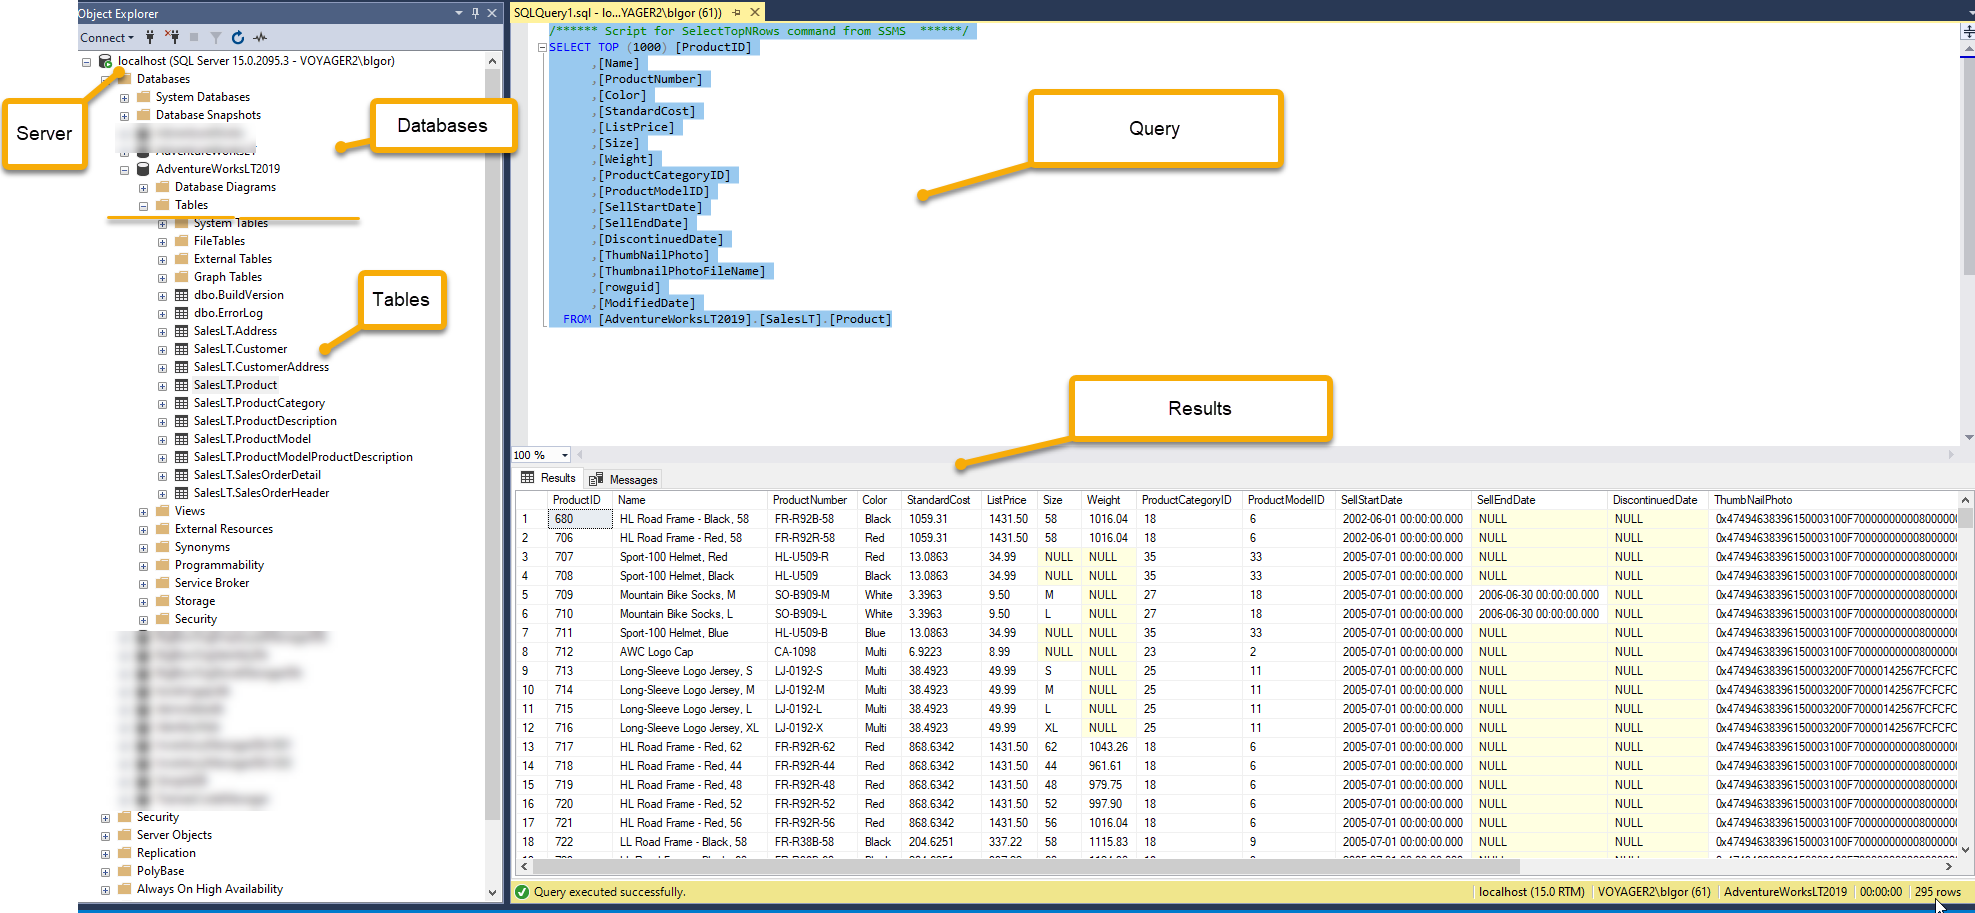 Object Explorer
Connect
localhost (SQL Server 15.0.2095.3 - VOYAGER2\blgor)
Databases
System Databases
Database Snapshots
AdventureWorksLT2019
Database Diagrams
Tables
System Tables
FileTables
External Tables
Graph Tables
dbo.BuildVersion
dbo.ErrorLog
SalesLT.Address
SalesLT.Customer
SalesLT.CustomerAddress
SalesLT.Product
SalesLT.ProductCategory
SalesLT.ProductDescription
SalesLT.ProductModel
SalesLT.ProductModelProductDescription
SalesLT.SalesOrderDetail
SalesLT.SalesOrderHeader
Views
External Resources
Synonyms
Programmability
Service Broker
Storage
Security
Security
Server Objects
Replication
PolyBase
Always On High Availability
Server
Databases
Tables
SQLQuery1.sql - lo...YAGER2\blgor (61))
/****** Script for SelectTopNRows command from SSMS ******/
SELECT TOP (1000) [ProductID]
,[Name]
,[ProductNumber]
,[Color]
,[StandardCost]
,[ListPrice]
,[Size]
,[Weight]
,[ProductCategoryID]
,[ProductModelID]
,[SellStartDate]
,[SellEndDate]
,[DiscontinuedDate]
,[ThumbNailPhoto]
,[ThumbnailPhotoFileName]
,[rowguid]
,[ModifiedDate]
FROM [AdventureWorksLT2019].[SalesLT].[Product]
Query
Results
100 %
Results Messages
ProductID Name ProductNumber Color StandardCost ListPrice Size Weight ProductCategoryID ProductModelID SellStartDate SellEndDate DiscontinuedDate ThumbNailPhoto
1 680 HL Road Frame - Black, 58 FR-R92B-58 Black 1059.31 1431.50 58 1016.04 18 6 2002-06-01 00:00:00.000 NULL NULL
2 706 HL Road Frame - Red, 58 FR-R92R-58 Red 1059.31 1431.50 58 1016.04 18 6 2002-06-01 00:00:00.000 NULL NULL
3 707 Sport-100 Helmet, Red HL-U509-R Red 13.0863 34.99 NULL NULL 35 33 2005-07-01 00:00:00.000 NULL NULL
4 708 Sport-100 Helmet, Black HL-U509 Black 13.0863 34.99 NULL NULL 35 33 2005-07-01 00:00:00.000 NULL NULL
5 709 Mountain Bike Socks, M SO-B909-M White 3.3963 9.50 M NULL 27 18 2005-07-01 00:00:00.000 2006-06-30 00:00:00.000 NULL
6 710 Mountain Bike Socks, L SO-B909-L White 3.3963 9.50 L NULL 27 18 2005-07-01 00:00:00.000 2006-06-30 00:00:00.000 NULL
7 711 Sport-100 Helmet, Blue HL-U509-B Blue 13.0863 34.99 NULL NULL 35 33 2005-07-01 00:00:00.000 NULL NULL
8 712 AWC Logo Cap CA-1098 Multi 6.9223 8.99 NULL NULL 23 2 2005-07-01 00:00:00.000 NULL NULL
9 713 Long-Sleeve Logo Jersey, S LJ-0192-S Multi 38.4923 49.99 S NULL 25 11 2005-07-01 00:00:00.000 NULL NULL
10 714 Long-Sleeve Logo Jersey, M LJ-0192-M Multi 38.4923 49.99 M NULL 25 11 2005-07-01 00:00:00.000 NULL NULL
11 715 Long-Sleeve Logo Jersey, L LJ-0192-L Multi 38.4923 49.99 L NULL 25 11 2005-07-01 00:00:00.000 NULL NULL
12 716 Long-Sleeve Logo Jersey, XL LJ-0192-X Multi 38.4923 49.99 XL NULL 25 11 2005-07-01 00:00:00.000 NULL NULL
13 717 HL Road Frame - Red, 62 FR-R92R-62 Red 868.6342 1431.50 62 1043.26 18 6 2005-07-01 00:00:00.000 NULL NULL
14 718 HL Road Frame - Red, 44 FR-R92R-44 Red 868.6342 1431.50 44 961.61 18 6 2005-07-01 00:00:00.000 NULL NULL
15 719 HL Road Frame - Red, 48 FR-R92R-48 Red 868.6342 1431.50 48 979.75 18 6 2005-07-01 00:00:00.000 NULL NULL
16 720 HL Road Frame - Red, 52 FR-R92R-52 Red 868.6342 1431.50 52 997.90 18 6 2005-07-01 00:00:00.000 NULL NULL
17 721 HL Road Frame - Red, 56 FR-R92R-56 Red 868.6342 1431.50 56 1016.04 18 6 2005-07-01 00:00:00.000 NULL NULL
18 722 LL Road Frame - Black, 58 FR-R38B-58 Black 204.6251 337.22 58 1115.83 18 9 2005-07-01 00:00:00.000 NULL NULL
Query executed successfully. localhost (15.0 RTM) VOYAGER2\blgor (61) AdventureWorksLT2019 00:00:00 295 rows